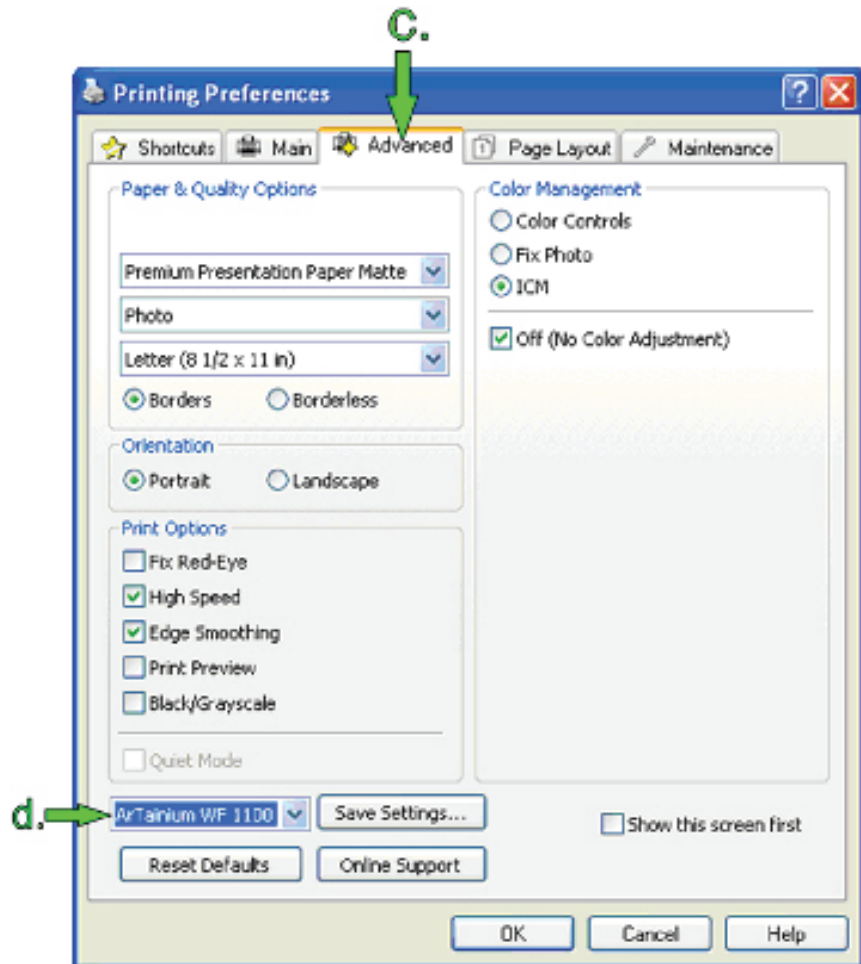 C.
Printing Preferences
Shortcuts Main Advanced Page Layout Maintenance
Paper & Quality Options
Premium Presentation Paper Matte
Photo
Letter (8 1/2 x 11 in)
Borders Borderless
Orientation
Portrait Landscape
Print Options
Fix Red-Eye
High Speed
Edge Smoothing
Print Preview
Black/Grayscale
Quiet Mode
Color Management
Color Controls
Fix Photo
ICM
Off (No Color Adjustment)
d. ArTainium WF 1100 Save Settings... Show this screen first
Reset Defaults Online Support
OK Cancel Help